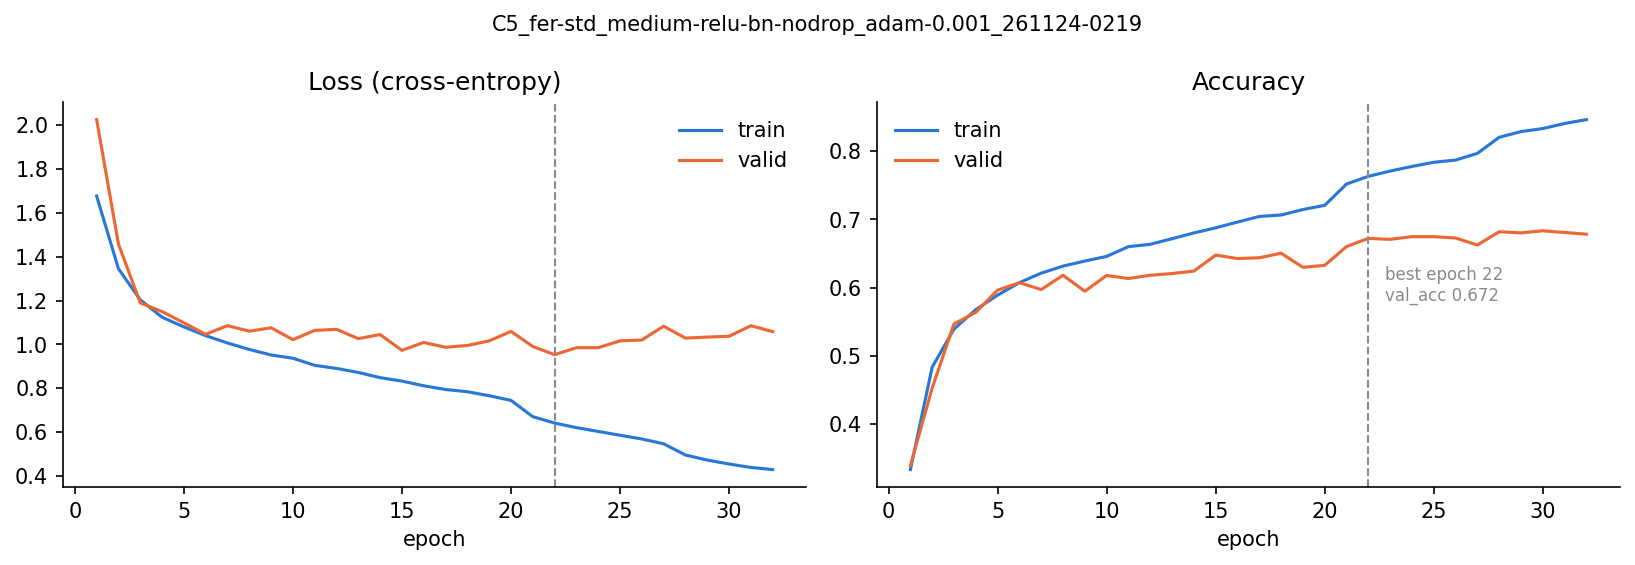 C5_fer-std_medium-relu-bn-nodrop_adam-0.001_261124-0219
Loss (cross-entropy)
train
valid
2.0
1.8
1.6
1.4
1.2
1.0
0.8
0.6
0.4
0 5 10 15 20 25 30
epoch
Accuracy
train
valid
0.8
0.7
0.6
0.5
0.4
best epoch 22
val_acc 0.672
0 5 10 15 20 25 30
epoch